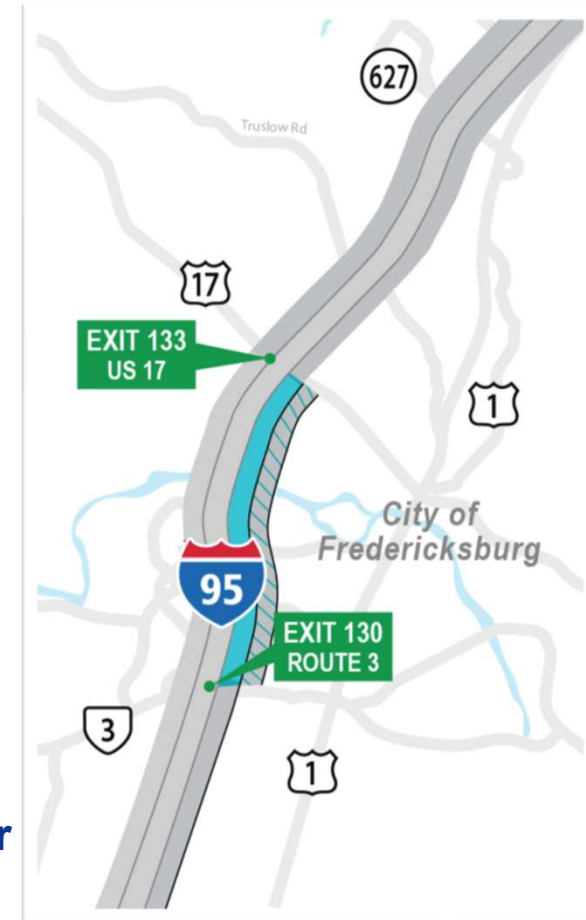 627
Truslow Rd
17
EXIT 133
US 17
1
City of
Fredericksburg
95
EXIT 130
ROUTE 3
3
1
r